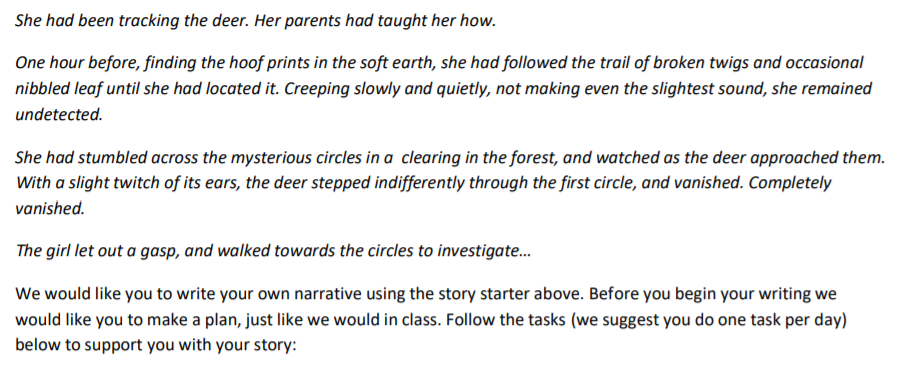 She had been tracking the deer. Her parents had taught her how.
One hour before, finding the hoof prints in the soft earth, she had followed the trail of broken twigs and occasional
nibbled leaf until she had located it. Creeping slowly and quietly, not making even the slightest sound, she remained
undetected.
She had stumbled across the mysterious circles in a  clearing in the forest, and watched as the deer approached them.
With a slight twitch of its ears, the deer stepped indifferently through the first circle, and vanished. Completely
vanished.
The girl let out a gasp, and walked towards the circles to investigate…
We would like you to write your own narrative using the story starter above. Before you begin your writing we
would like you to make a plan, just like we would in class. Follow the tasks (we suggest you do one task per day)
below to support you with your story: